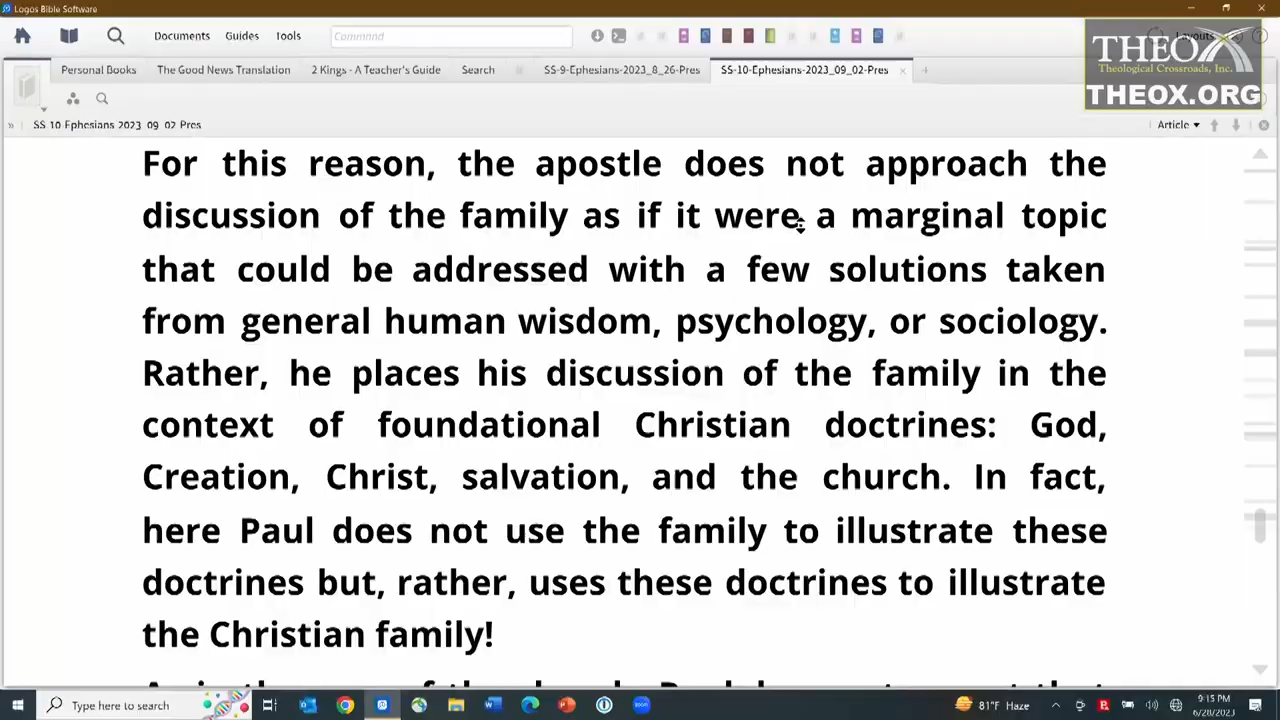 Logos Bible Software
Documents Guides Tools Command Layouts
THEOX
Theological Crossroads, Inc.
THEOX.ORG
Personal Books The Good News Translation 2 Kings - A Teacher's Guide Sear SS-9-Ephesians-2023_8_26-Pres SS-10-Ephesians-2023_09_02-Pres
» SS 10 Ephesians 2023 09 02 Pres Article
For this reason, the apostle does not approach the
discussion of the family as if it were a marginal topic
that could be addressed with a few solutions taken
from general human wisdom, psychology, or sociology.
Rather, he places his discussion of the family in the
context of foundational Christian doctrines: God,
Creation, Christ, salvation, and the church. In fact,
here Paul does not use the family to illustrate these
doctrines but, rather, uses these doctrines to illustrate
the Christian family!
Type here to search 81°F Haze 9:15 PM
6/28/2023